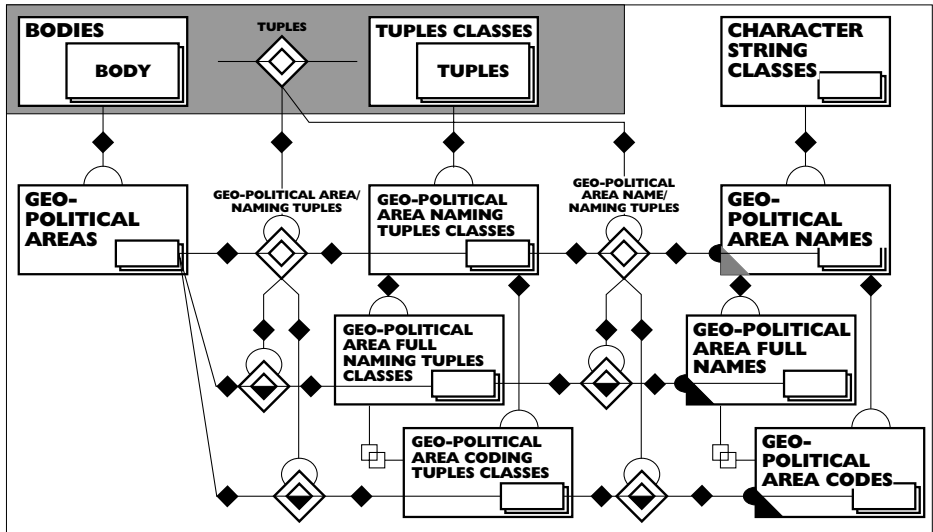 BODIES
BODY
TUPLES
TUPLES CLASSES
TUPLES
CHARACTER
STRING
CLASSES
GEO-
POLITICAL
AREAS
GEO-POLITICAL AREA/
NAMING TUPLES
GEO-POLITICAL
AREA NAMING
TUPLES CLASSES
GEO-POLITICAL
AREA NAME/
NAMING TUPLES
GEO-
POLITICAL
AREA NAMES
GEO-POLITICAL
AREA FULL
NAMING TUPLES
CLASSES
GEO-POLITICAL
AREA FULL
NAMES
GEO-POLITICAL
AREA CODING
TUPLES CLASSES
GEO-
POLITICAL
AREA CODES